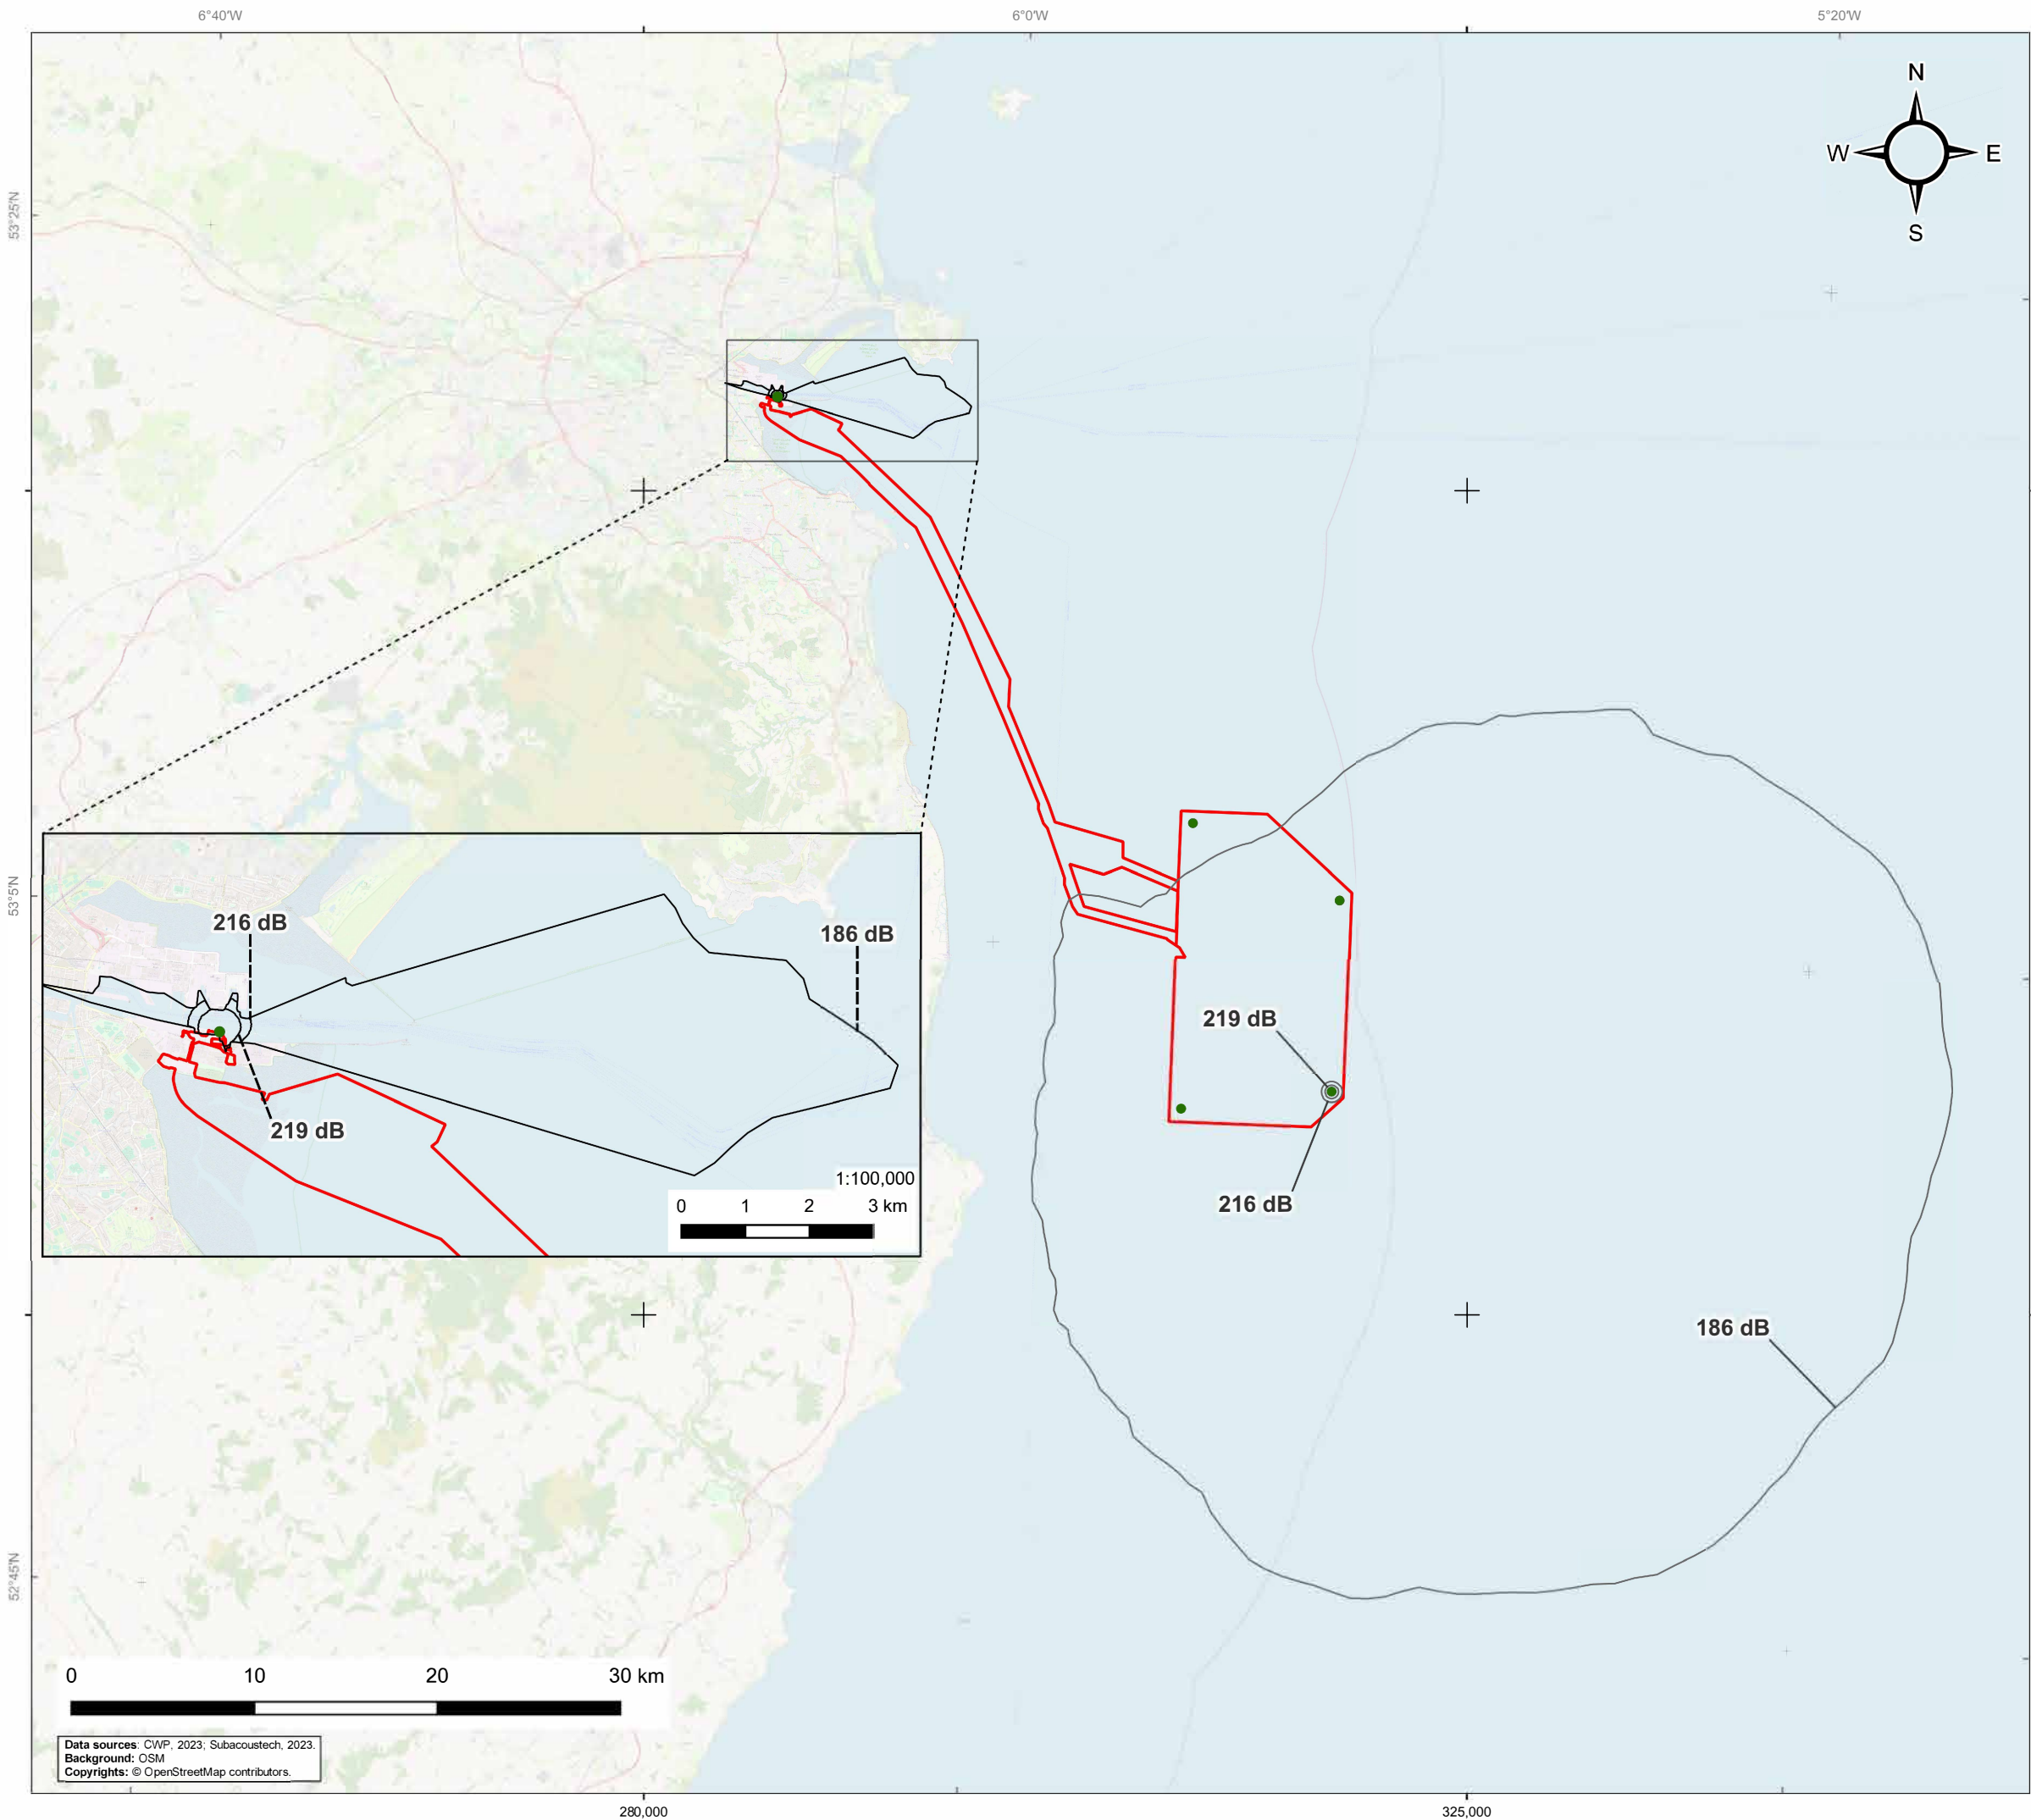 6°40'W 6°0'W 5°20'W
N
W E
S
53°25'N
53°5'N
52°45'N
216 dB
186 dB
219 dB
1:100,000
0 1 2 3 km
219 dB
216 dB
186 dB
0 10 20 30 km
Data sources: CWP, 2023; Subacoustech, 2023.
Background: OSM
Copyrights: © OpenStreetMap contributors.
280,000 325,000